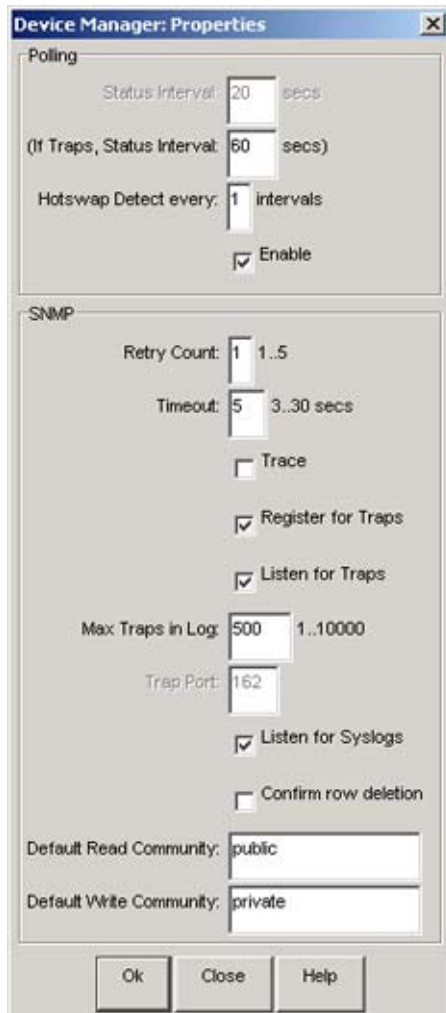 Device Manager: Properties
Polling
Status Interval: 20 secs
(If Traps, Status Interval: 60 secs)
Hotswap Detect every: 1 intervals
Enable
SNMP
Retry Count: 1 1..5
Timeout: 5 3..30 secs
Trace
Register for Traps
Listen for Traps
Max Traps in Log: 500 1..10000
Trap Port: 162
Listen for Syslogs
Confirm row deletion
Default Read Community: public
Default Write Community: private
Ok Close Help